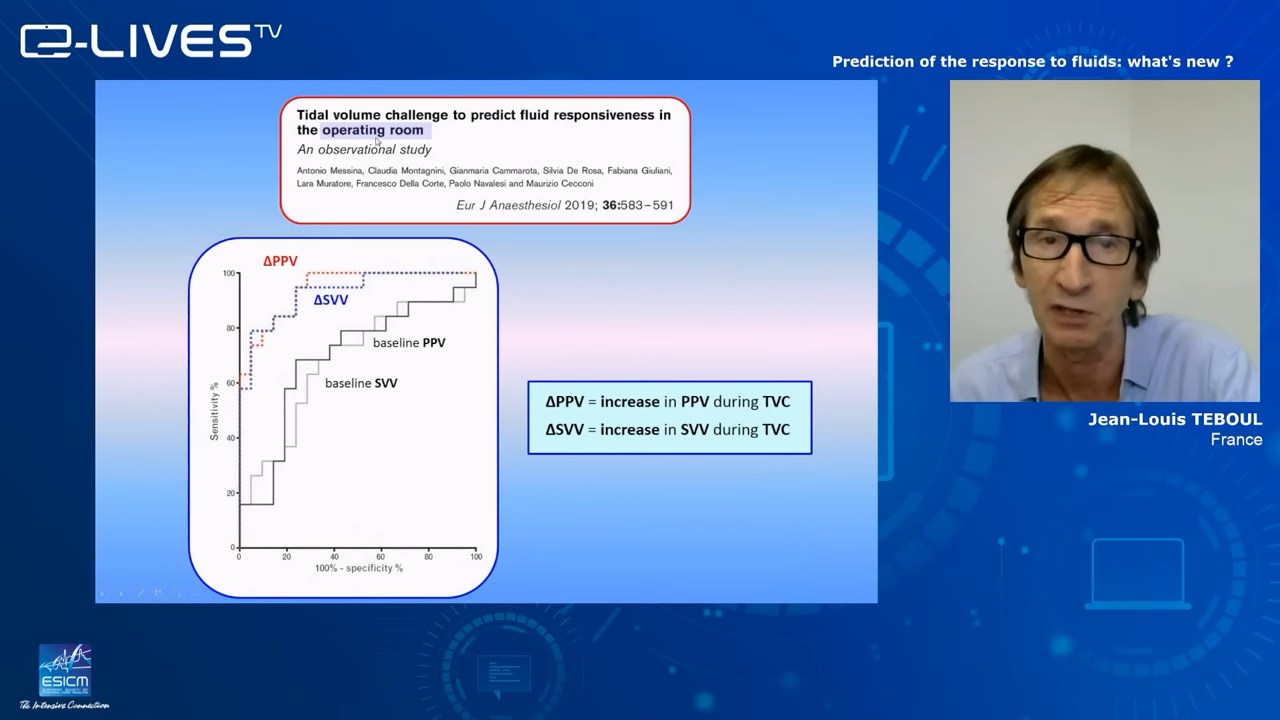 e-LIVES TV
Prediction of the response to fluids: what's new ?
Tidal volume challenge to predict fluid responsiveness in
the operating room
An observational study
Antonio Messina, Claudia Montagnini, Gianmaria Cammarota, Silvia De Rosa, Fabiana Giuliani,
Lara Muratore, Francesco Della Corte, Paolo Navalesi and Maurizio Cecconi
Eur J Anaesthesiol 2019; 36:583–591
ΔPPV
ΔSVV
baseline PPV
baseline SVV
100
80
60
40
20
0
Sensitivity %
0 20 40 60 80 100
100% - specificity %
ΔPPV = increase in PPV during TVC
ΔSVV = increase in SVV during TVC
Jean-Louis TEBOUL
France
ESICM
The Intensive Connection